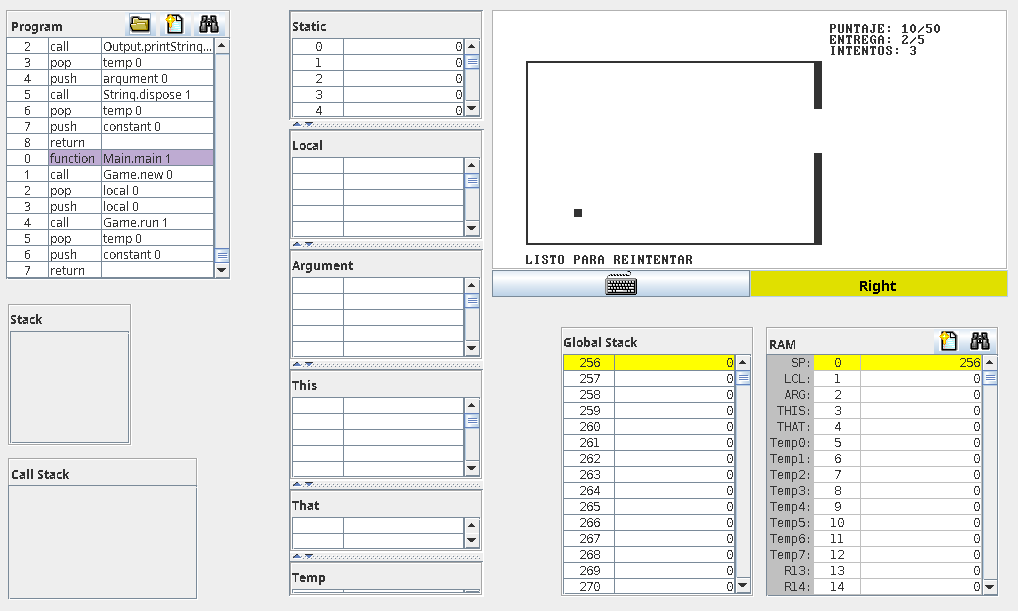 Program
2 call Output.printString...
3 pop temp 0
4 push argument 0
5 call String.dispose 1
6 pop temp 0
7 push constant 0
8 return
0 function Main.main 1
1 call Game.new 0
2 pop local 0
3 push local 0
4 call Game.run 1
5 pop temp 0
6 push constant 0
7 return
Stack
Call Stack
Static
0 0
1 0
2 0
3 0
4 0
Local
Argument
This
That
Temp
PUNTAJE: 10/50
ENTREGA: 2/5
INTENTOS: 3
LISTO PARA REINTENTAR
Right
Global Stack
256 0
257 0
258 0
259 0
260 0
261 0
262 0
263 0
264 0
265 0
266 0
267 0
268 0
269 0
270 0
RAM
SP: 0 256
LCL: 1 0
ARG: 2 0
THIS: 3 0
THAT: 4 0
Temp0: 5 0
Temp1: 6 0
Temp2: 7 0
Temp3: 8 0
Temp4: 9 0
Temp5: 10 0
Temp6: 11 0
Temp7: 12 0
R13: 13 0
R14: 14 0